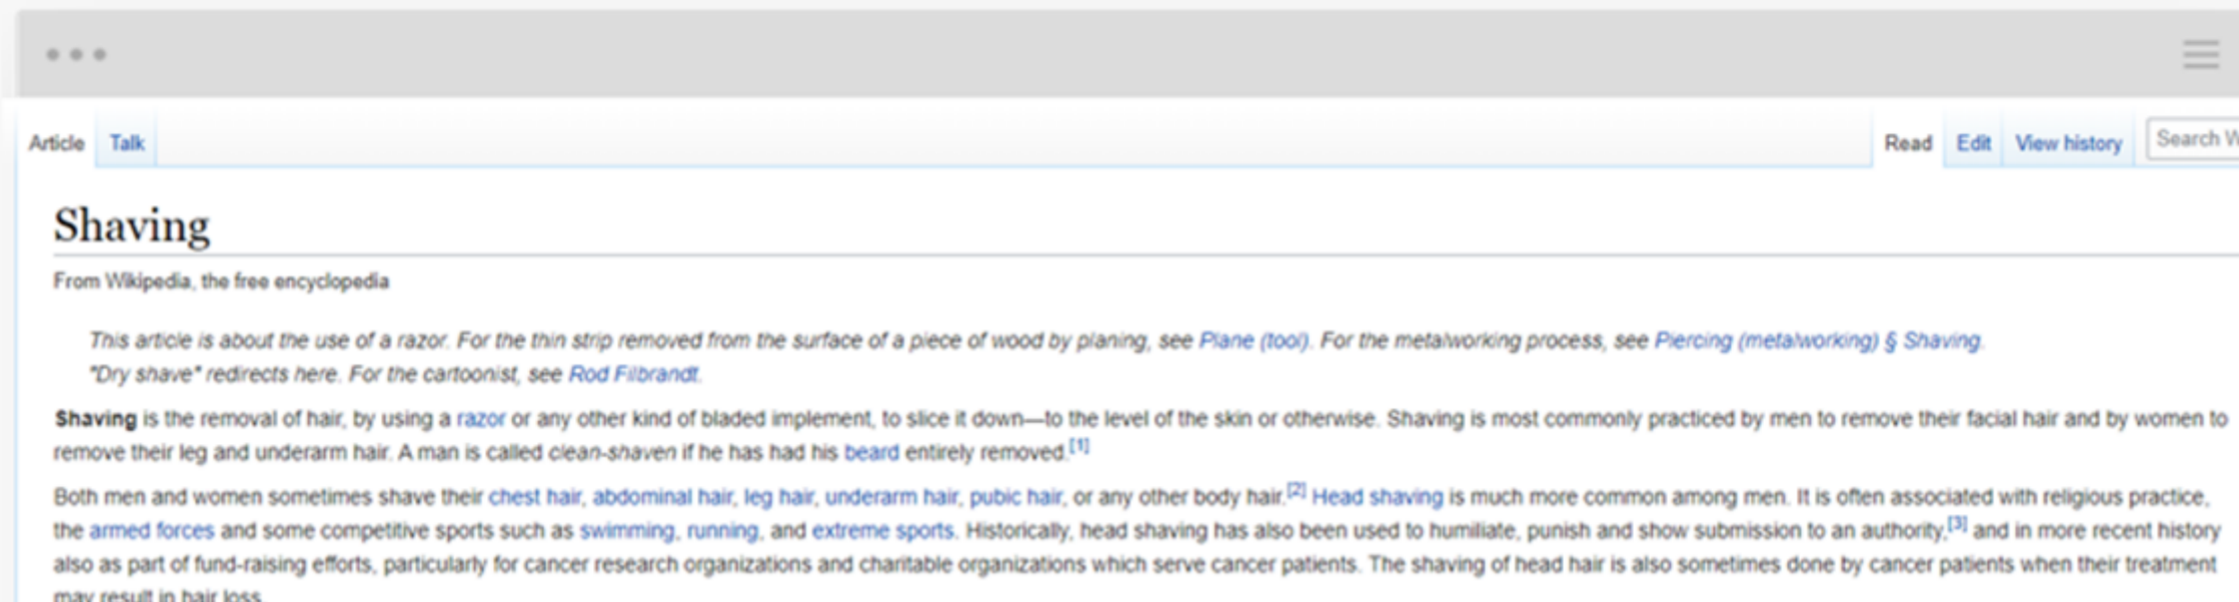 Article Talk Read Edit View history Search W
Shaving
From Wikipedia, the free encyclopedia
This article is about the use of a razor. For the thin strip removed from the surface of a piece of wood by planing, see Plane (tool). For the metalworking process, see Piercing (metalworking) § Shaving.
"Dry shave" redirects here. For the cartoonist, see Rod Filbrandt.
Shaving is the removal of hair, by using a razor or any other kind of bladed implement, to slice it down—to the level of the skin or otherwise. Shaving is most commonly practiced by men to remove their facial hair and by women to
remove their leg and underarm hair. A man is called clean-shaven if he has had his beard entirely removed.[1]
Both men and women sometimes shave their chest hair, abdominal hair, leg hair, underarm hair, pubic hair, or any other body hair.[2] Head shaving is much more common among men. It is often associated with religious practice,
the armed forces and some competitive sports such as swimming, running, and extreme sports. Historically, head shaving has also been used to humiliate, punish and show submission to an authority,[3] and in more recent history
also as part of fund-raising efforts, particularly for cancer research organizations and charitable organizations which serve cancer patients. The shaving of head hair is also sometimes done by cancer patients when their treatment
may result in hair loss.